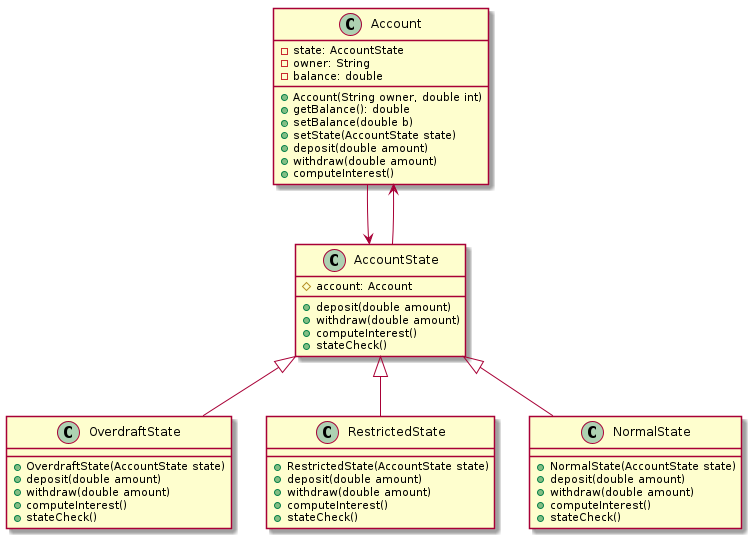 C Account
state: AccountState
owner: String
balance: double
Account(String owner, double int)
getBalance(): double
setBalance(double b)
setState(AccountState state)
deposit(double amount)
withdraw(double amount)
computeInterest()
C AccountState
account: Account
deposit(double amount)
withdraw(double amount)
computeInterest()
stateCheck()
C OverdraftState
OverdraftState(AccountState state)
deposit(double amount)
withdraw(double amount)
computeInterest()
stateCheck()
C RestrictedState
RestrictedState(AccountState state)
deposit(double amount)
withdraw(double amount)
computeInterest()
stateCheck()
C NormalState
NormalState(AccountState state)
deposit(double amount)
withdraw(double amount)
computeInterest()
stateCheck()